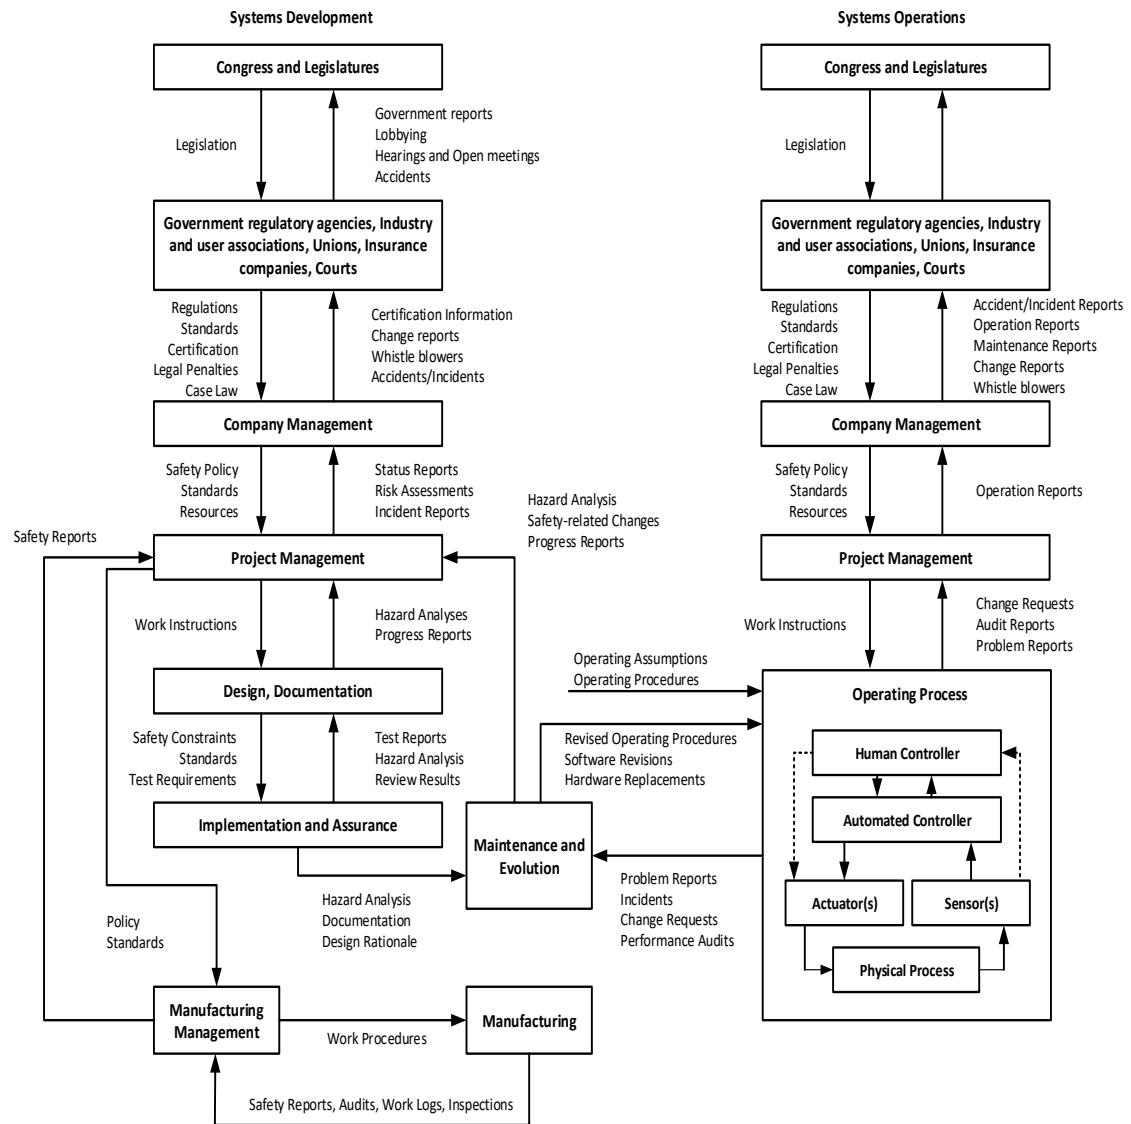 Systems Development
Systems Operations
Congress and Legislatures
Congress and Legislatures
Legislation
Government reports
Lobbying
Hearings and Open meetings
Accidents
Legislation
Government regulatory agencies, Industry
and user associations, Unions, Insurance
companies, Courts
Government regulatory agencies, Industry
and user associations, Unions, Insurance
companies, Courts
Regulations
Standards
Certification
Legal Penalties
Case Law
Certification Information
Change reports
Whistle blowers
Accidents/Incidents
Regulations
Standards
Certification
Legal Penalties
Case Law
Accident/Incident Reports
Operation Reports
Maintenance Reports
Change Reports
Whistle blowers
Company Management
Company Management
Safety Policy
Standards
Resources
Status Reports
Risk Assessments
Incident Reports
Hazard Analysis
Safety-related Changes
Progress Reports
Safety Policy
Standards
Resources
Operation Reports
Safety Reports
Project Management
Project Management
Work Instructions
Hazard Analyses
Progress Reports
Work Instructions
Change Requests
Audit Reports
Problem Reports
Operating Assumptions
Operating Procedures
Design, Documentation
Operating Process
Safety Constraints
Standards
Test Requirements
Test Reports
Hazard Analysis
Review Results
Revised Operating Procedures
Software Revisions
Hardware Replacements
Human Controller
Automated Controller
Implementation and Assurance
Maintenance and
Evolution
Actuator(s)
Sensor(s)
Hazard Analysis
Documentation
Design Rationale
Problem Reports
Incidents
Change Requests
Performance Audits
Policy
Standards
Physical Process
Manufacturing
Management
Work Procedures
Manufacturing
Safety Reports, Audits, Work Logs, Inspections